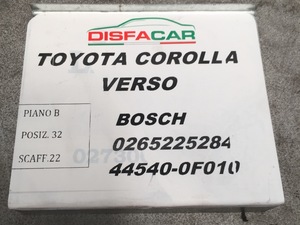 DISFACAR
TOYOTA COROLLA
VERSO
PIANO B
POSIZ. 32
SCAFF.22
BOSCH
0265225284
44540-0F010